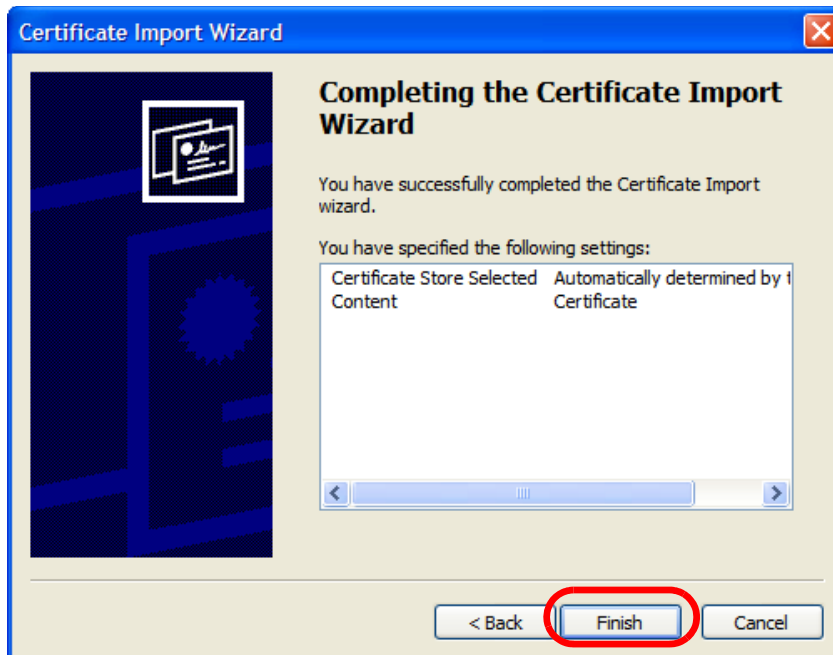 Certificate Import Wizard
Completing the Certificate Import
Wizard
You have successfully completed the Certificate Import
wizard.
You have specified the following settings:
Certificate Store Selected Automatically determined by t
Content Certificate
< Back Finish Cancel